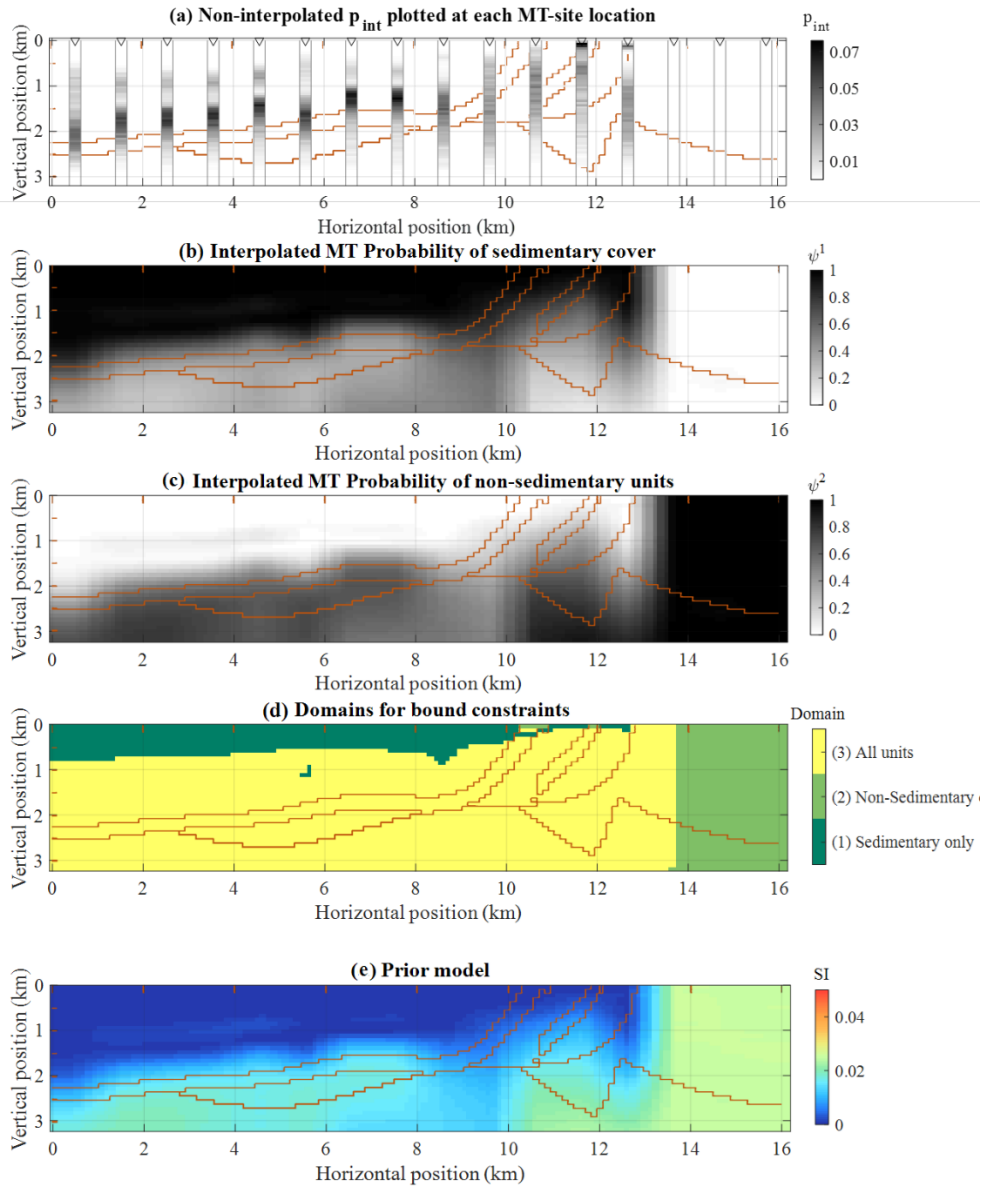 (a) Non-interpolated p_int plotted at each MT-site location
p_int
0
1
2
3
Vertical position (km)
0.07
0.05
0.03
0.01
0 2 4 6 8 10 12 14 16
Horizontal position (km)
(b) Interpolated MT Probability of sedimentary cover
ψ¹
0
1
2
3
Vertical position (km)
1
0.8
0.6
0.4
0.2
0
0 2 4 6 8 10 12 14 16
Horizontal position (km)
(c) Interpolated MT Probability of non-sedimentary units
ψ²
0
1
2
3
Vertical position (km)
1
0.8
0.6
0.4
0.2
0
0 2 4 6 8 10 12 14 16
Horizontal position (km)
(d) Domains for bound constraints
Domain
0
1
2
3
Vertical position (km)
(3) All units
(2) Non-Sedimentary
(1) Sedimentary only
0 2 4 6 8 10 12 14 16
Horizontal position (km)
(e) Prior model
SI
0
1
2
3
Vertical position (km)
0.04
0.02
0
0 2 4 6 8 10 12 14 16
Horizontal position (km)